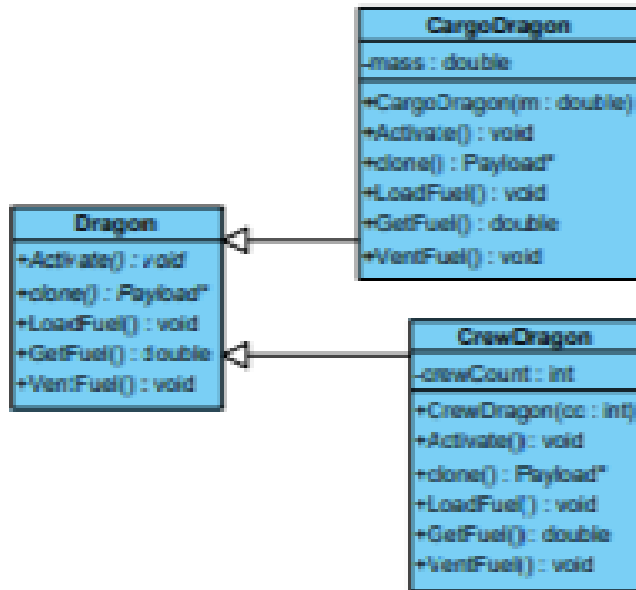 CargoDragon
-mass : double
+CargoDragon(m : double)
+Activate() : void
+clone() : Payload*
+LoadFuel() : void
+GetFuel() : double
+VentFuel() : void
Dragon
+Activate() : void
+clone() : Payload*
+LoadFuel() : void
+GetFuel() : double
+VentFuel() : void
CrewDragon
-crewCount : int
+CrewDragon(cc : int)
+Activate() : void
+clone() : Payload*
+LoadFuel() : void
+GetFuel() : double
+VentFuel() : void